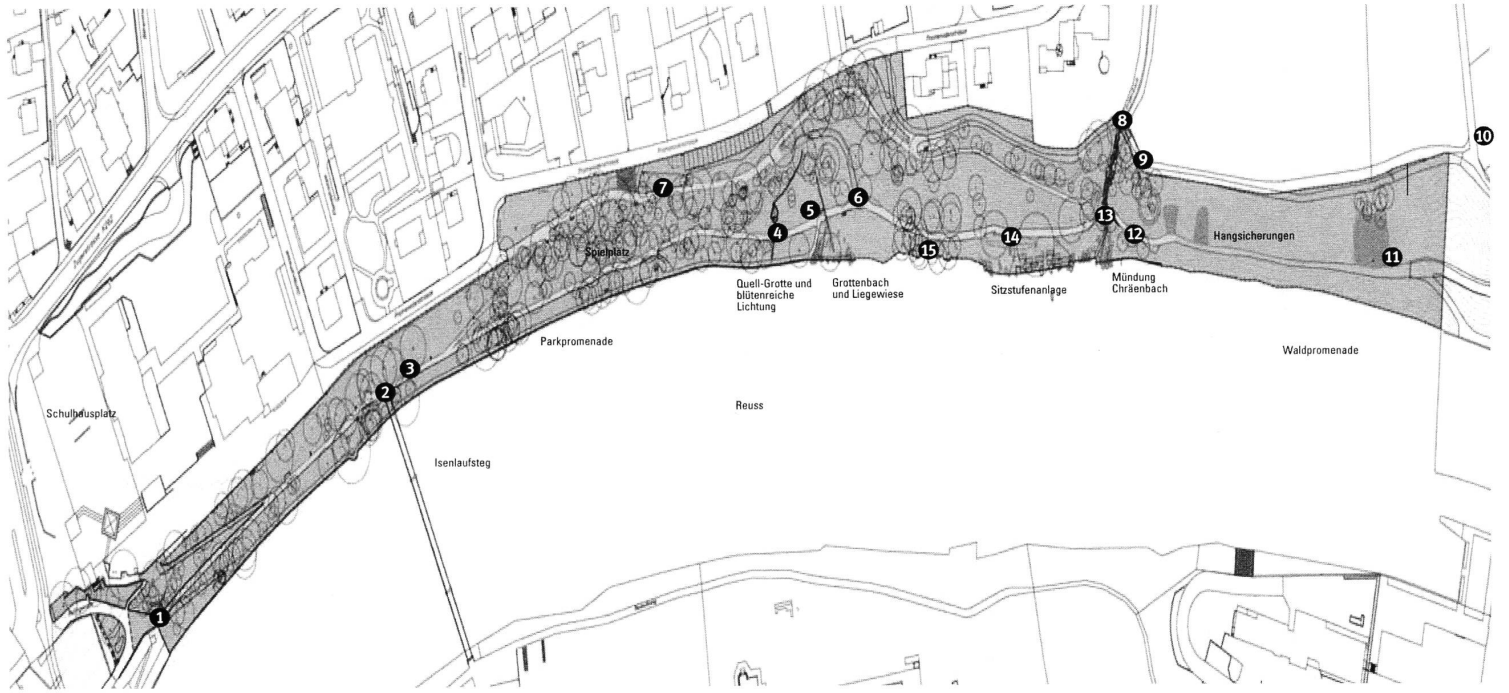 8
10
9
7
6
5
13
4
14
12
15
11
Hangsicherungen
Spielplatz
Quell-Grotte und
blütenreiche
Lichtung
Grottenbach
und Liegewiese
Sitzstufenanlage
Mündung
Chräenbach
Parkpromenade
Waldpromenade
3
2
Schulhausplatz
Reuss
Isenlaufsteg
1